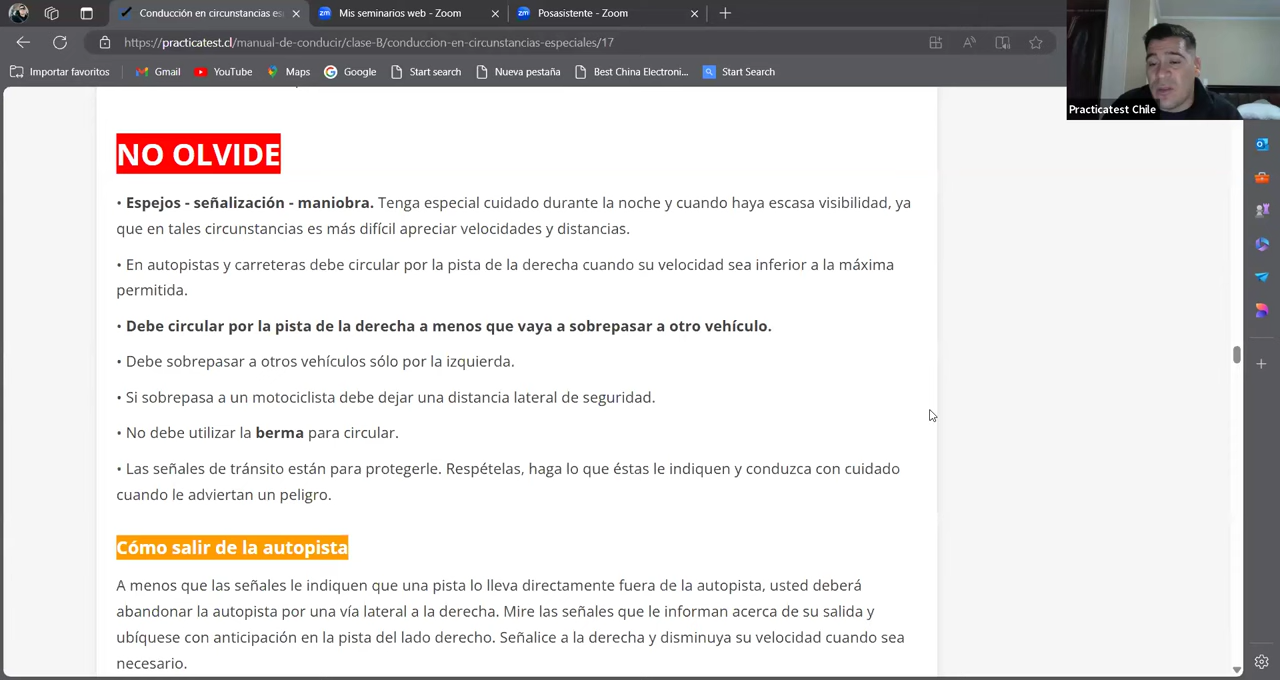 Conducción en circunstancias es
Mis seminarios web - Zoom
Posasistente - Zoom
https://practicatest.cl/manual-de-conducir/clase-B/conduccion-en-circunstancias-especiales/17
Importar favoritos
Gmail
YouTube
Maps
Google
Start search
Nueva pestaña
Best China Electroni...
Start Search
Practicatest Chile
NO OLVIDE
• Espejos - señalización - maniobra. Tenga especial cuidado durante la noche y cuando haya escasa visibilidad, ya
que en tales circunstancias es más difícil apreciar velocidades y distancias.
• En autopistas y carreteras debe circular por la pista de la derecha cuando su velocidad sea inferior a la máxima
permitida.
• Debe circular por la pista de la derecha a menos que vaya a sobrepasar a otro vehículo.
• Debe sobrepasar a otros vehículos sólo por la izquierda.
• Si sobrepasa a un motociclista debe dejar una distancia lateral de seguridad.
• No debe utilizar la berma para circular.
• Las señales de tránsito están para protegerle. Respételas, haga lo que éstas le indiquen y conduzca con cuidado
cuando le adviertan un peligro.
Cómo salir de la autopista
A menos que las señales le indiquen que una pista lo lleva directamente fuera de la autopista, usted deberá
abandonar la autopista por una vía lateral a la derecha. Mire las señales que le informan acerca de su salida y
ubíquese con anticipación en la pista del lado derecho. Señalice a la derecha y disminuya su velocidad cuando sea
necesario.